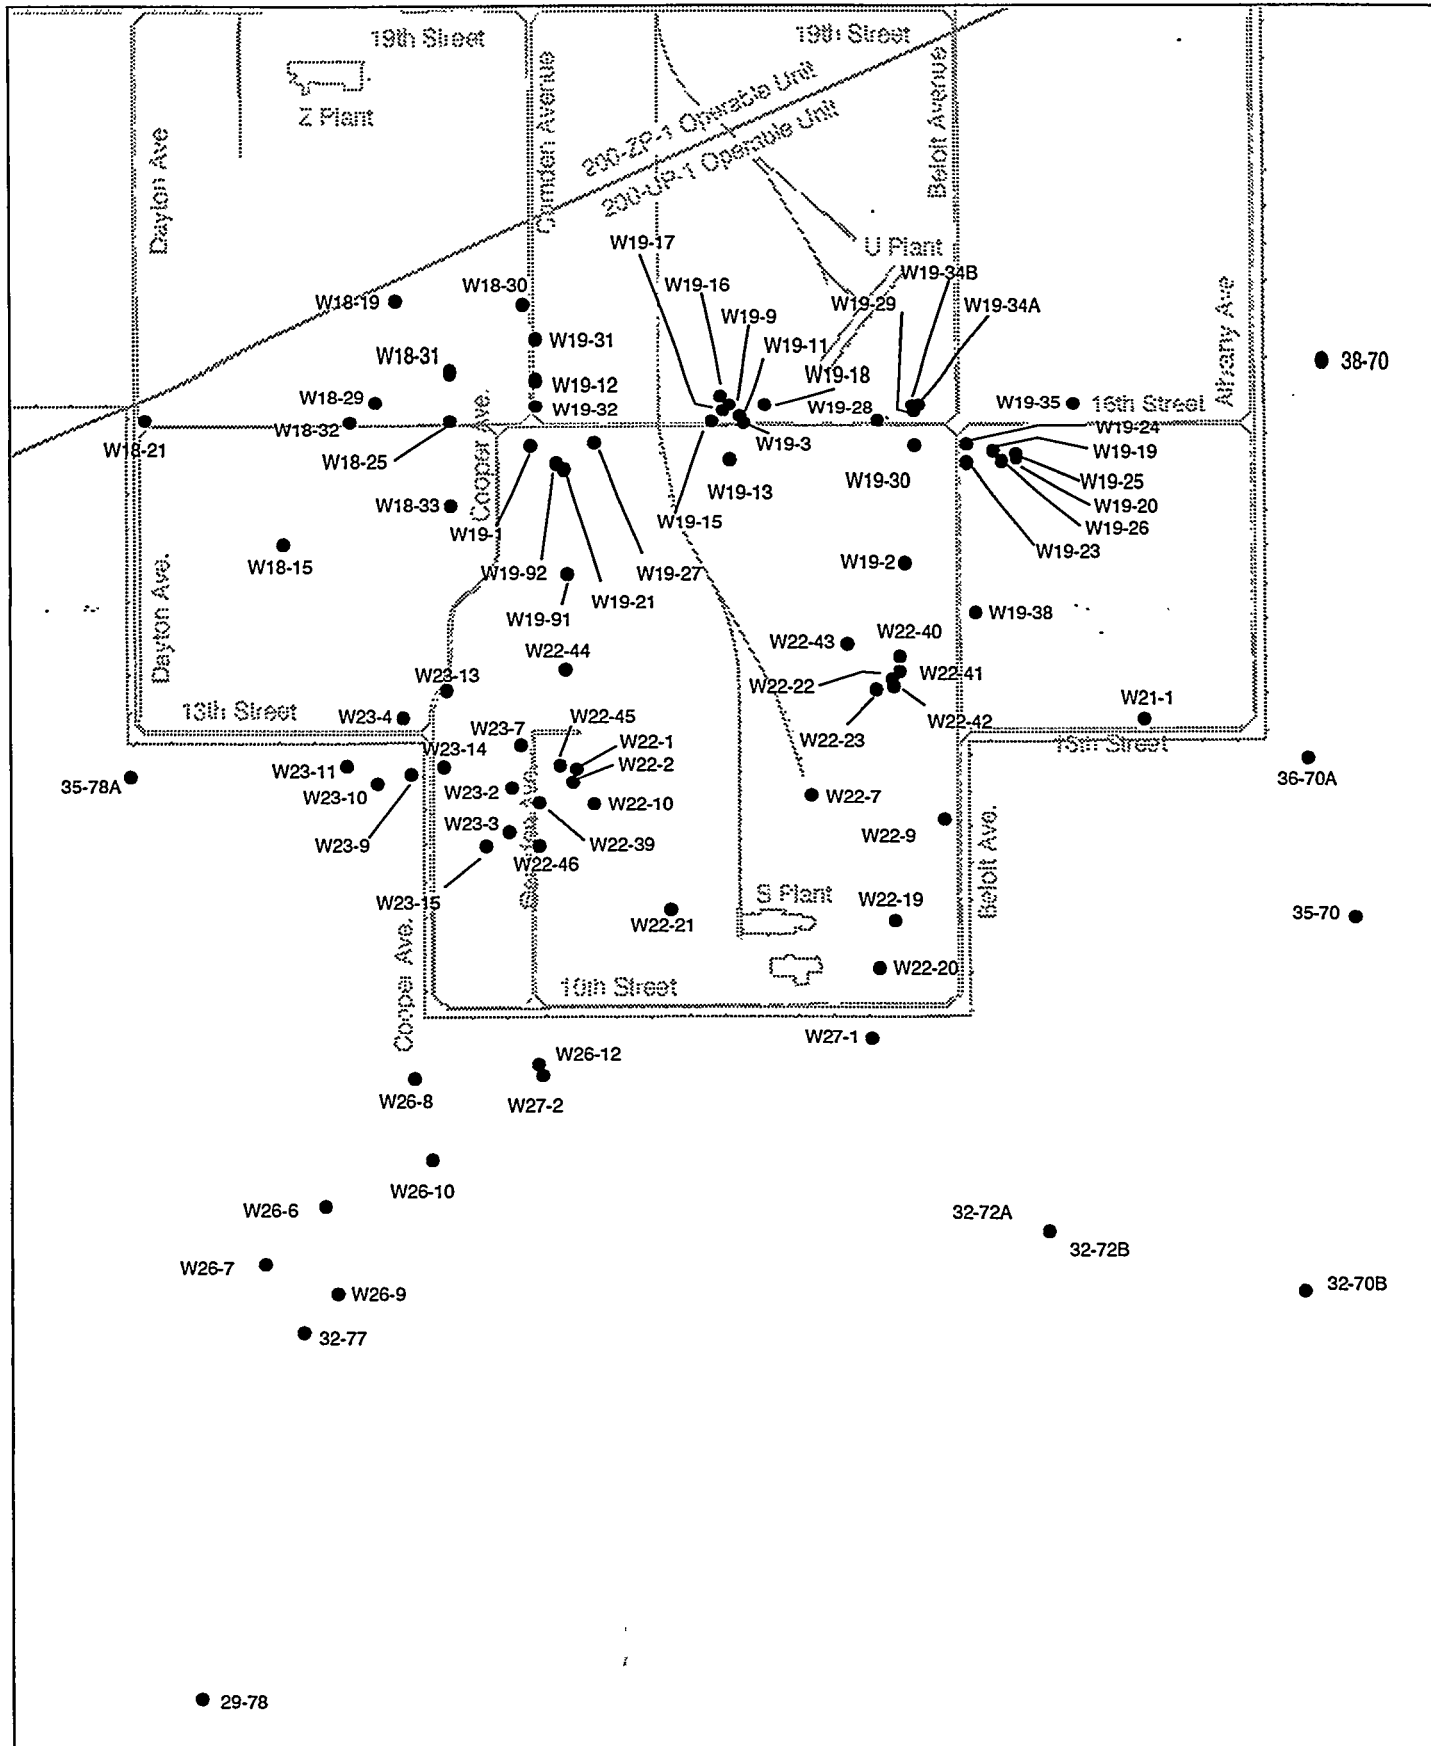 19th Street
19th Street
Z Plant
Camden Avenue
Beloit Avenue
Dayton Ave
200-ZP-1 Operable Unit
200-UP-1 Operable Unit
W19-17
U Plant
W19-16
W19-34B
W18-30
W18-19
W19-29
W19-34A
W19-9
W19-31
W19-11
W18-31
38-70
Albany Ave
W19-18
W19-12
W18-29
W19-32
W19-28
W19-35
16th Street
W18-32
W19-24
W18-21
W19-3
W19-19
W18-25
Cooper Ave.
W19-13
W19-30
W19-25
W18-33
W19-20
W19-15
W19-26
W19-1
W19-23
W18-15
W19-2
W19-92
W19-27
W19-21
W19-91
W19-38
Dayton Ave.
W22-40
W22-43
W22-44
W22-41
W23-13
W22-22
W21-1
13th Street
W23-4
W22-45
W22-42
W23-7
W22-23
W22-1
15th Street
W23-14
W22-2
W23-11
36-70A
35-78A
W23-10
W23-2
W22-10
W22-7
W23-3
W22-9
W23-9
W22-39
W22-46
Beloit Ave.
S Plant
W23-15
W22-19
35-70
W22-21
Cooper Ave.
W22-20
10th Street
W27-1
W26-12
W26-8
W27-2
W26-10
W26-6
32-72A
32-72B
W26-7
32-70B
W26-9
32-77
29-78